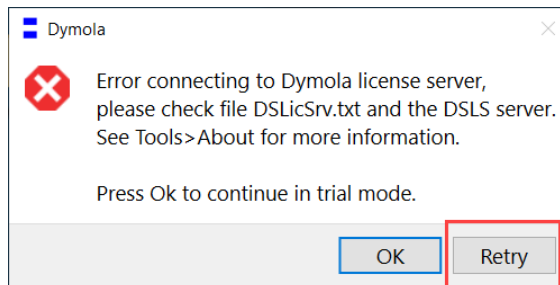 Dymola
Error connecting to Dymola license server,
please check file DSLicSrv.txt and the DSLS server.
See Tools>About for more information.
Press Ok to continue in trial mode.
OK
Retry